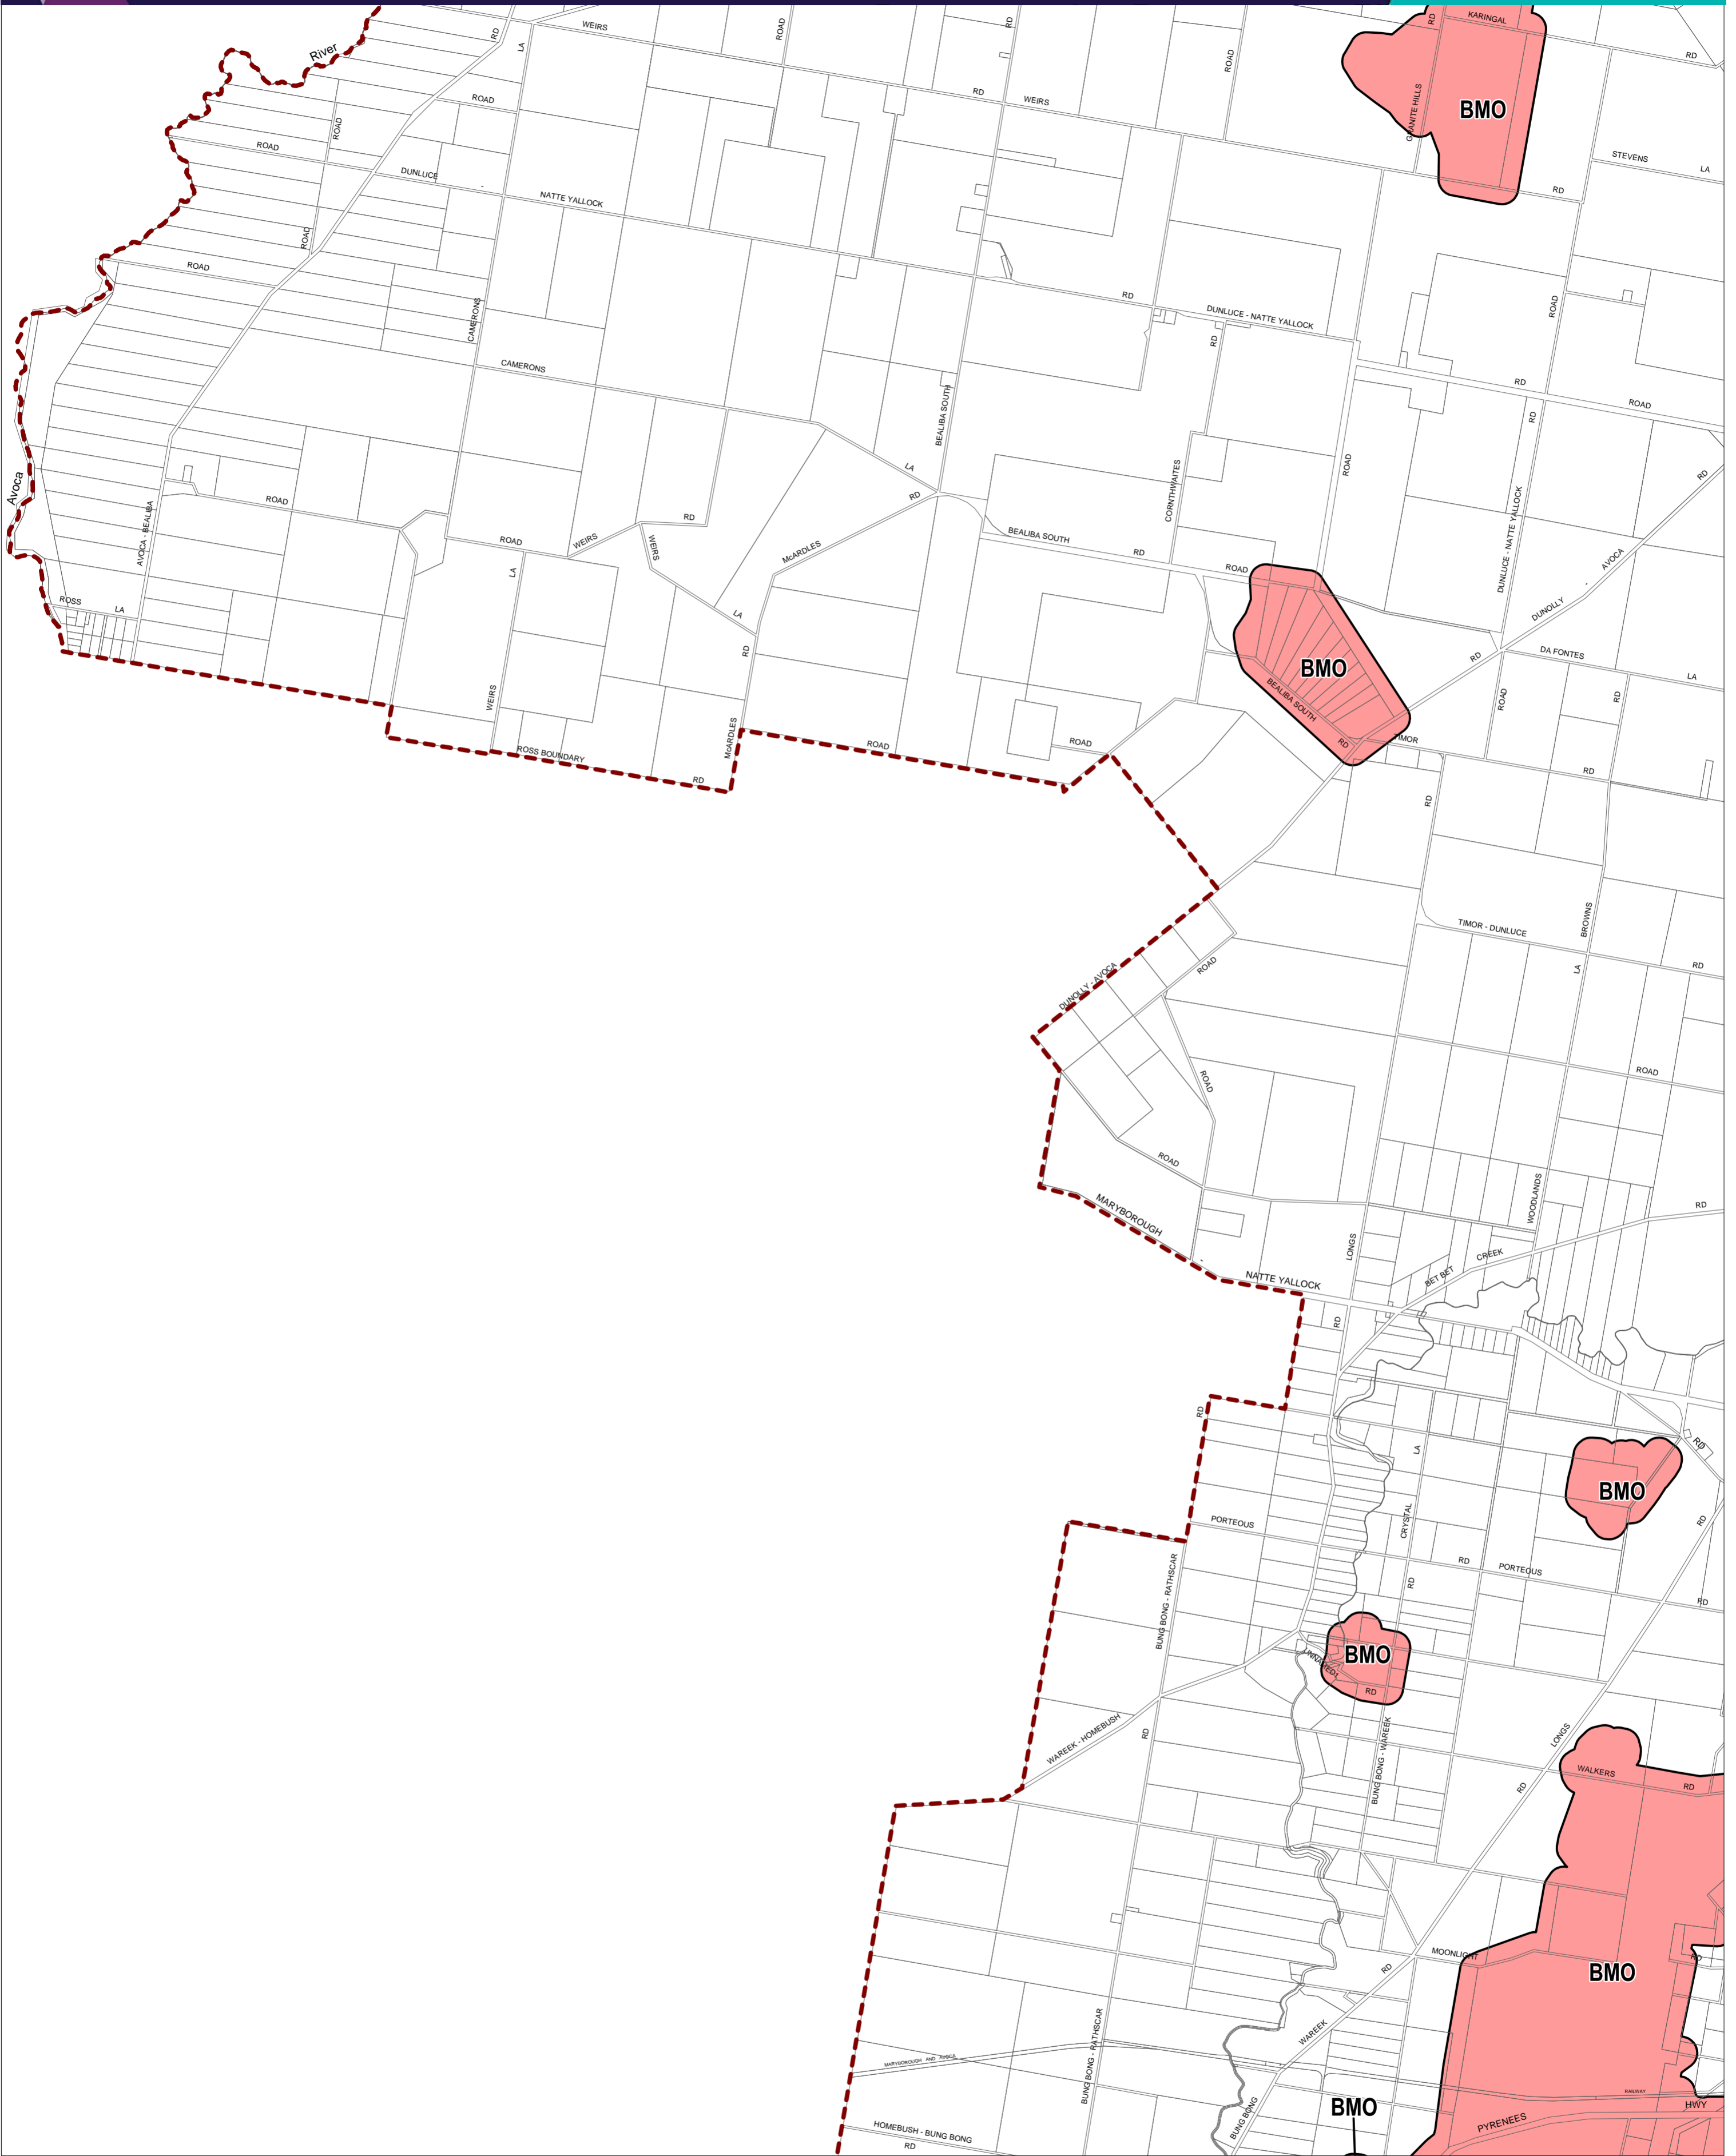 KARINGAL
RD
WEIRS
ROAD
RD
RD
LA
ROAD
RD
River
RD
WEIRS
GRANITE HILLS
BMO
ROAD
ROAD
ROAD
STEVENS
LA
DUNLUCE
-
NATTE YALLOCK
RD
ROAD
ROAD
RD
DUNLUCE - NATTE YALLOCK
ROAD
CAMERONS
RD
CAMERONS
RD
ROAD
BEALIBA SOUTH
RD
LA
ROAD
RD
Avoca
RD
CORNTHWAITES
ROAD
AVOCA - BEALIBA
RD
WEIRS
ROAD
WEIRS
McARDLES
BEALIBA SOUTH
RD
ROAD
DUNLUCE - NATTE YALLOCK
AVOCA
-
DUNOLLY
LA
ROSS
LA
LA
RD
RD
DA FONTES
LA
BMO
BEALIBA SOUTH
RD
WEIRS
ROAD
RD
McARDLES
ROAD
ROAD
TIMOR
RD
ROSS BOUNDARY
RD
RD
TIMOR - DUNLUCE
BROWNS
RD
LA
ROAD
DUNOLLY - AVOCA
ROAD
ROAD
ROAD
WOODLANDS
MARYBOROUGH
-
NATTE YALLOCK
LONGS
BET BET
CREEK
RD
RD
RD
LA
RD
BMO
CRYSTAL
RD
PORTEOUS
RD
PORTEOUS
RD
RD
BUNG BONG - RATHSCAR
BMO
UNNAMED1
RD
WAREEK - HOMEBUSH
RD
BUNG BONG - WAREEK
LONGS
RD
WALKERS
RD
MOONLIGHT
RD
RD
BMO
WAREEK
BUNG BONG - RATHSCAR
MARYBOROUGH AND AVOCA
RAILWAY
BMO
BUNG BONG
HWY
PYRENEES
HOMEBUSH - BUNG BONG
RD